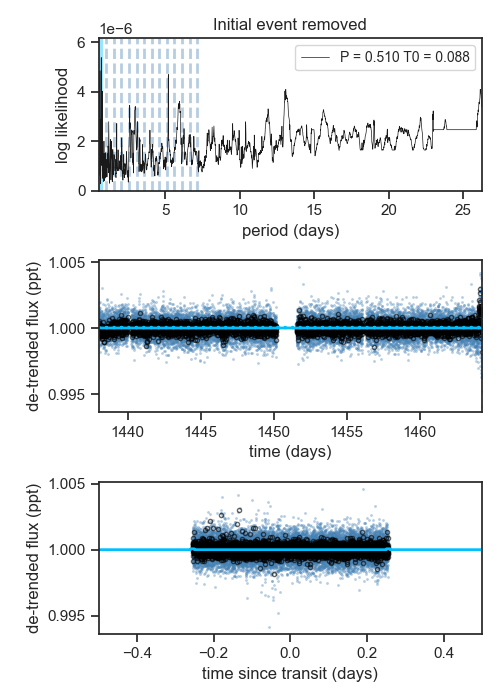 Initial event removed
1e−6
P = 0.510 T0 = 0.088
6
4
2
0
log likelihood
5 10 15 20 25
period (days)
1.005
1.000
0.995
de-trended flux (ppt)
1440 1445 1450 1455 1460
time (days)
1.005
1.000
0.995
de-trended flux (ppt)
−0.4 −0.2 0.0 0.2 0.4
time since transit (days)